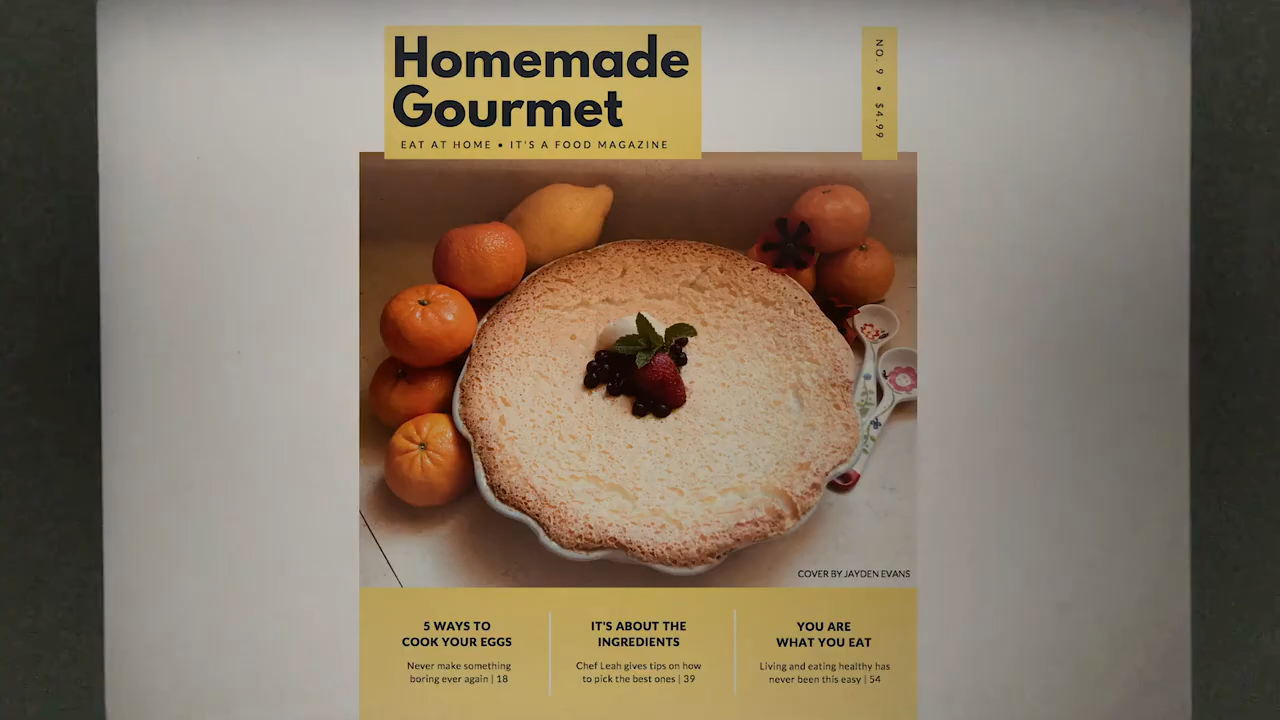 Homemade
Gourmet
EAT AT HOME • IT'S A FOOD MAGAZINE
NO. 9 • $4.99
COVER BY JAYDEN EVANS
5 WAYS TO
COOK YOUR EGGS
Never make something
boring ever again | 18
IT'S ABOUT THE
INGREDIENTS
Chef Leah gives tips on how
to pick the best ones | 39
YOU ARE
WHAT YOU EAT
Living and eating healthy has
never been this easy | 54